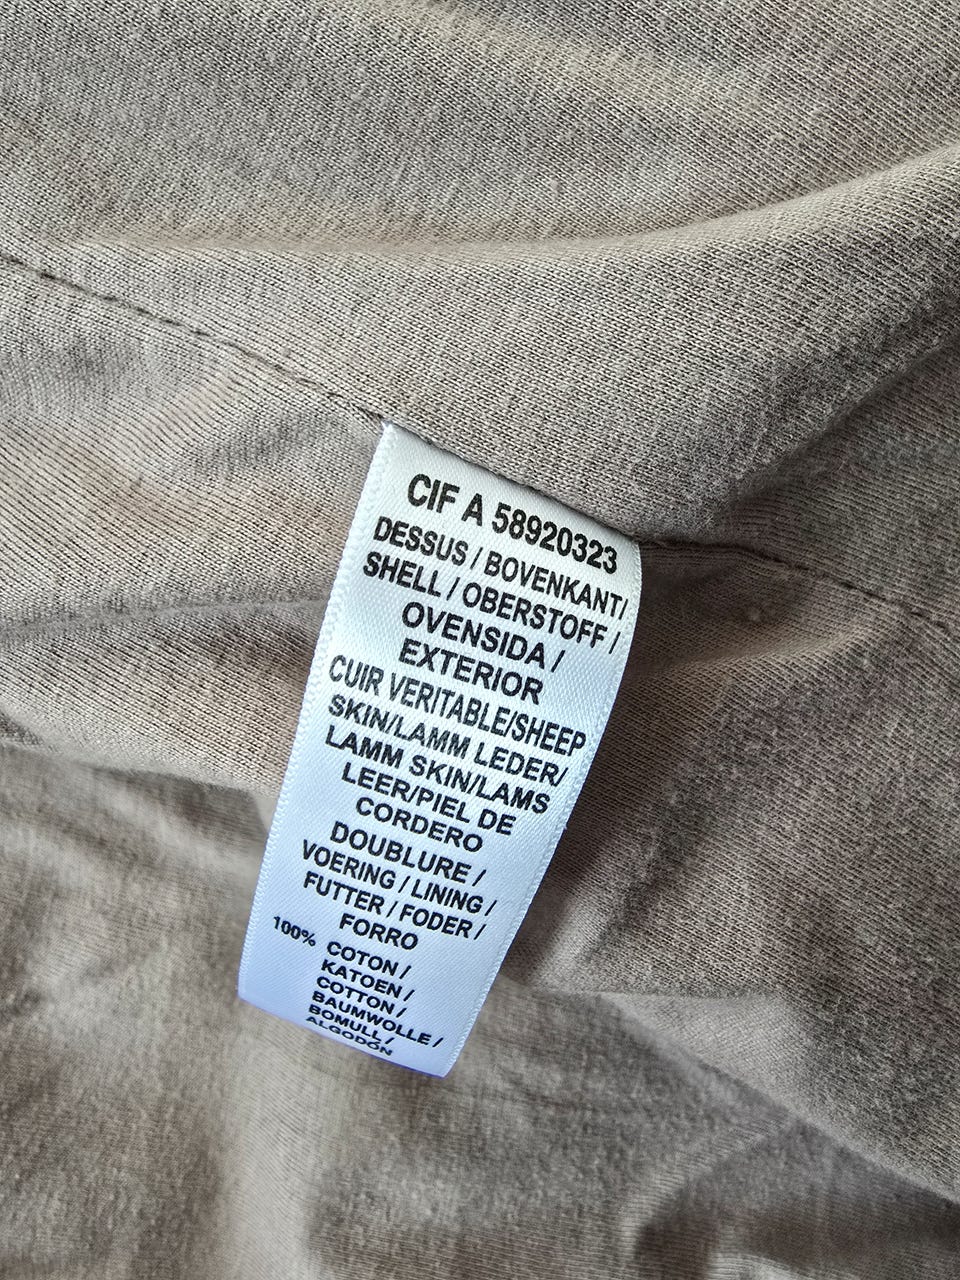 CIF A 58920323
DESSUS / BOVENKANT/
SHELL / OBERSTOFF /
OVENSIDA /
EXTERIOR
CUIR VERITABLE/SHEEP
SKIN/LAMM LEDER/
LAMM SKIN/LAMS
LEER/PIEL DE
CORDERO
DOUBLURE /
VOERING / LINING /
FUTTER / FODER /
FORRO
100% COTON /
KATOEN /
COTTON /
BAUMWOLLE /
BOMULL /
ALGODÓN